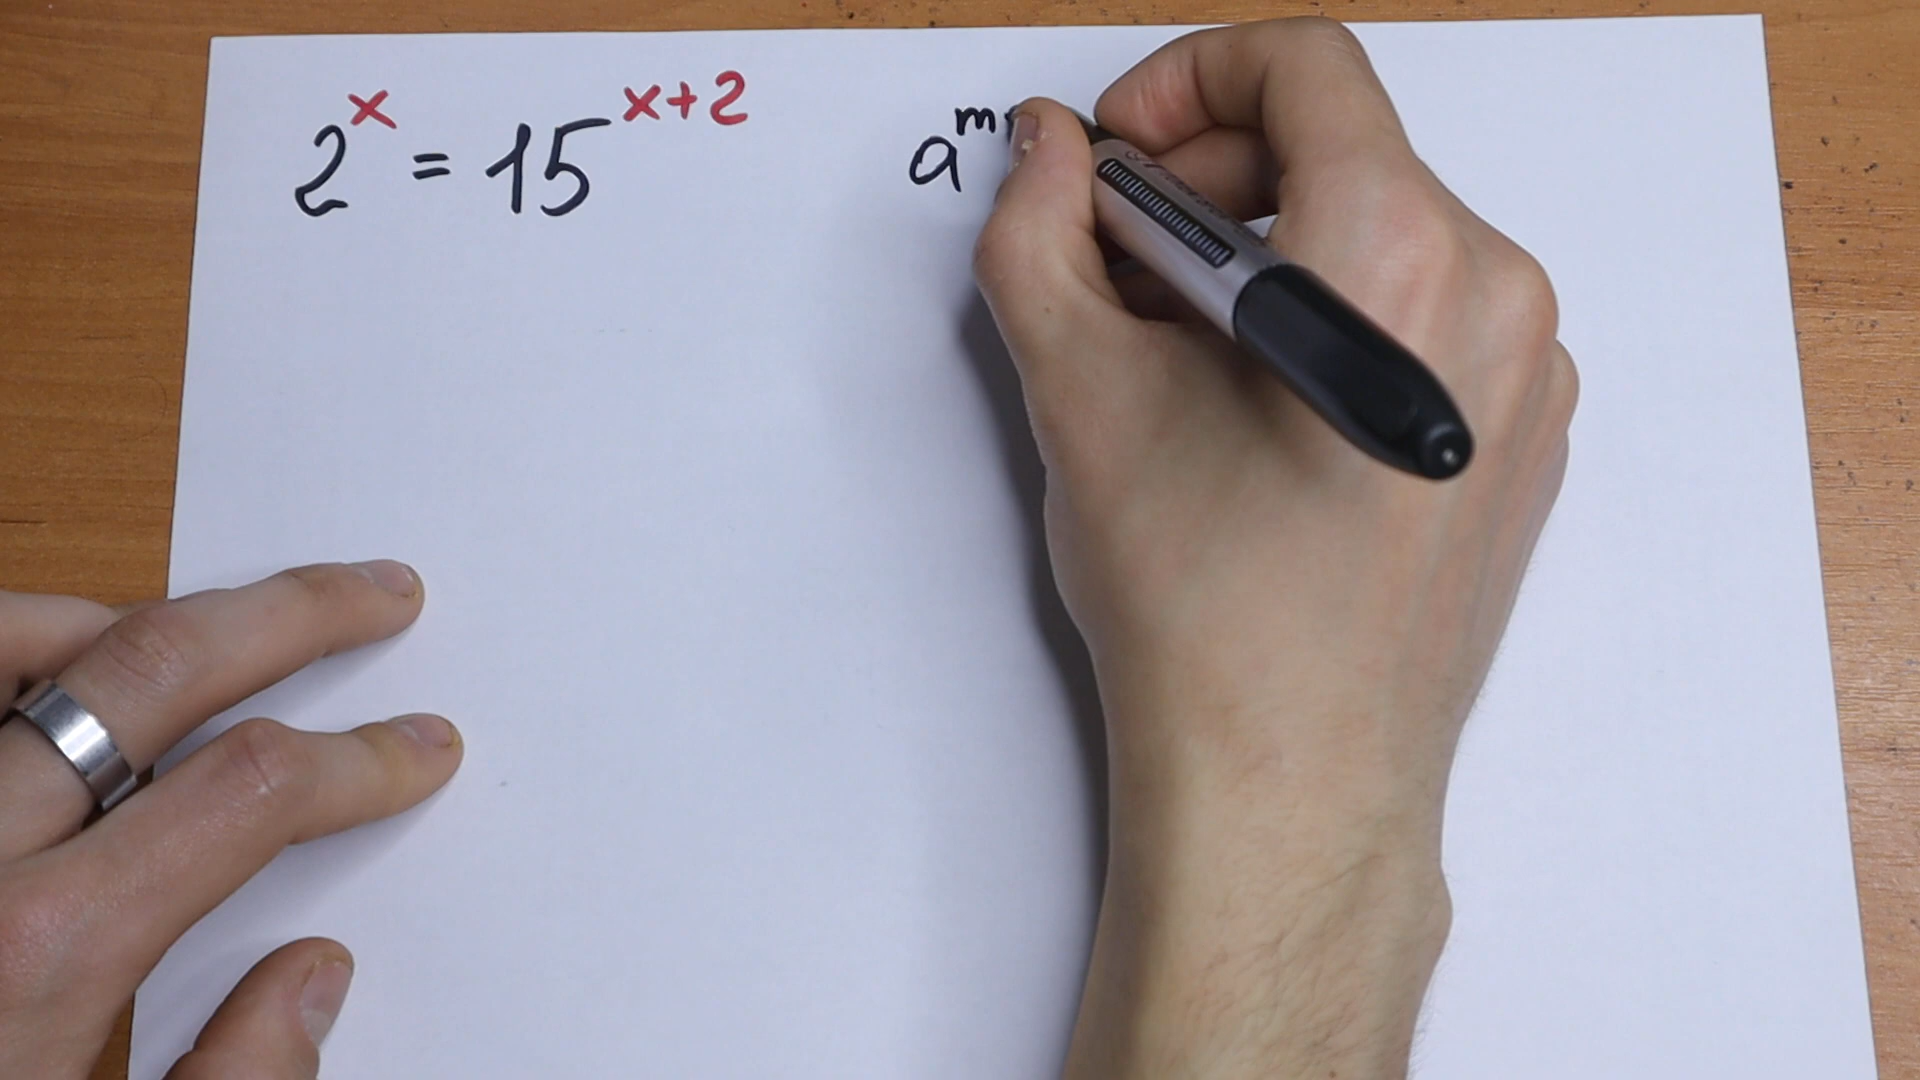 2^x = 15^{x+2} a^m